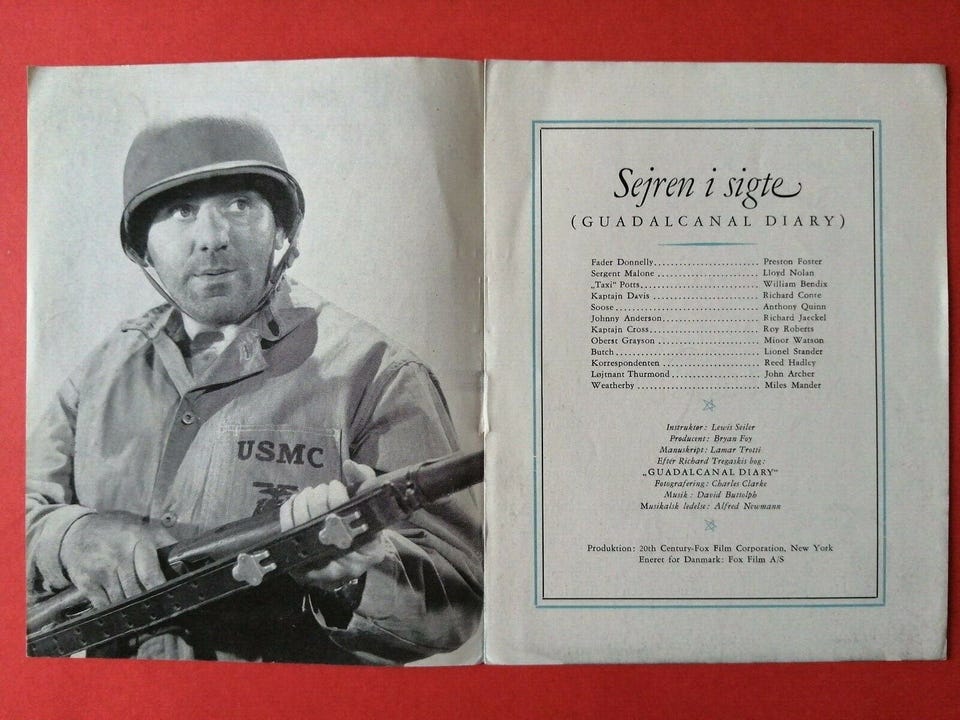 USMC
Sejren i sigte
(GUADALCANAL DIARY)
Fader Donnelly.......................... Preston Foster
Sergent Malone .......................... Lloyd Nolan
„Taxi“ Potts.............................. William Bendix
Kaptajn Davis .......................... Richard Conte
Soose.................................... Anthony Quinn
Johnny Anderson........................ Richard Jaeckel
Kaptajn Cross........................... Roy Roberts
Oberst Grayson ......................... Minor Watson
Butch.................................... Lionel Stander
Korrespondenten ........................ Reed Hadley
Løjtnant Thurmond ...................... John Archer
Weatherby ............................... Miles Mander
Instruktør: Lewis Seiler
Producent: Bryan Foy
Manuskript: Lamar Trotti
Efter Richard Tregaskis bog:
„GUADALCANAL DIARY“
Fotografering: Charles Clarke
Musik: David Buttolph
Musikalsk ledelse: Alfred Newmann
Produktion: 20th Century-Fox Film Corporation, New York
Eneret for Danmark: Fox Film A/S